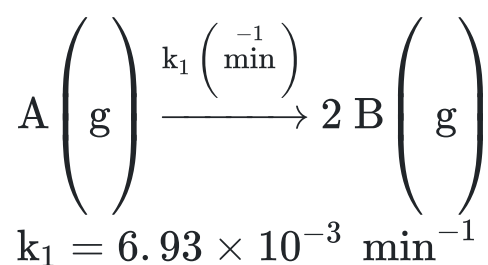 A(g) k₁(min⁻¹)⟶ 2 B(g)
k₁ = 6.93 × 10⁻³ min⁻¹